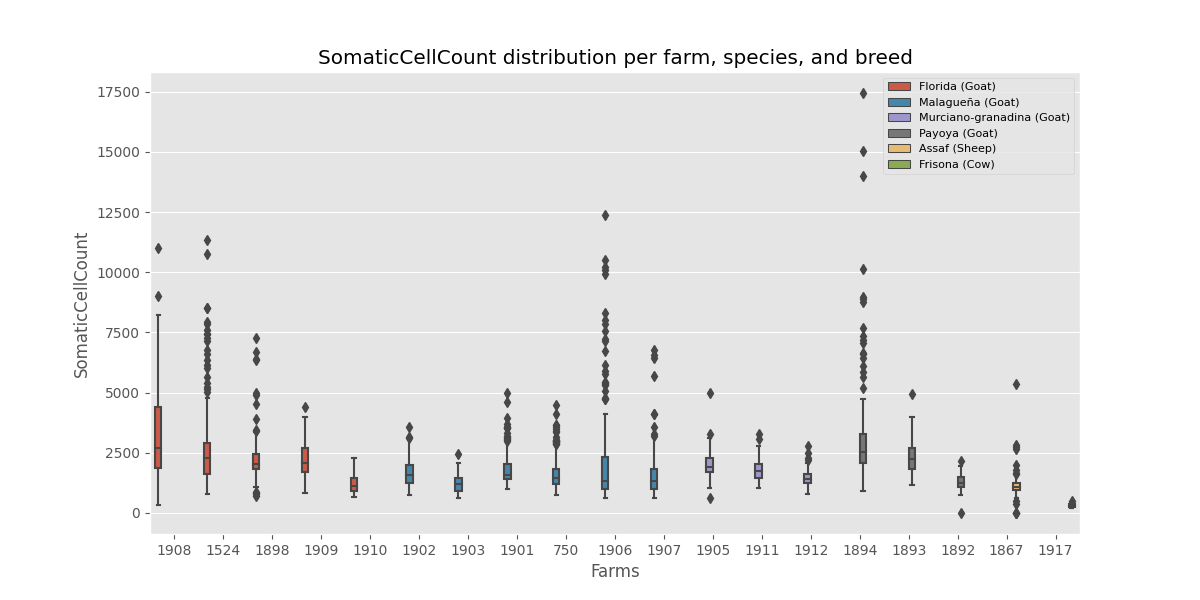 SomaticCellCount distribution per farm, species, and breed
Florida (Goat)
Malagueña (Goat)
Murciano-granadina (Goat)
Payoya (Goat)
Assaf (Sheep)
Frisona (Cow)
SomaticCellCount
17500
15000
12500
10000
7500
5000
2500
0
1908 1524 1898 1909 1910 1902 1903 1901 750 1906 1907 1905 1911 1912 1894 1893 1892 1867 1917
Farms